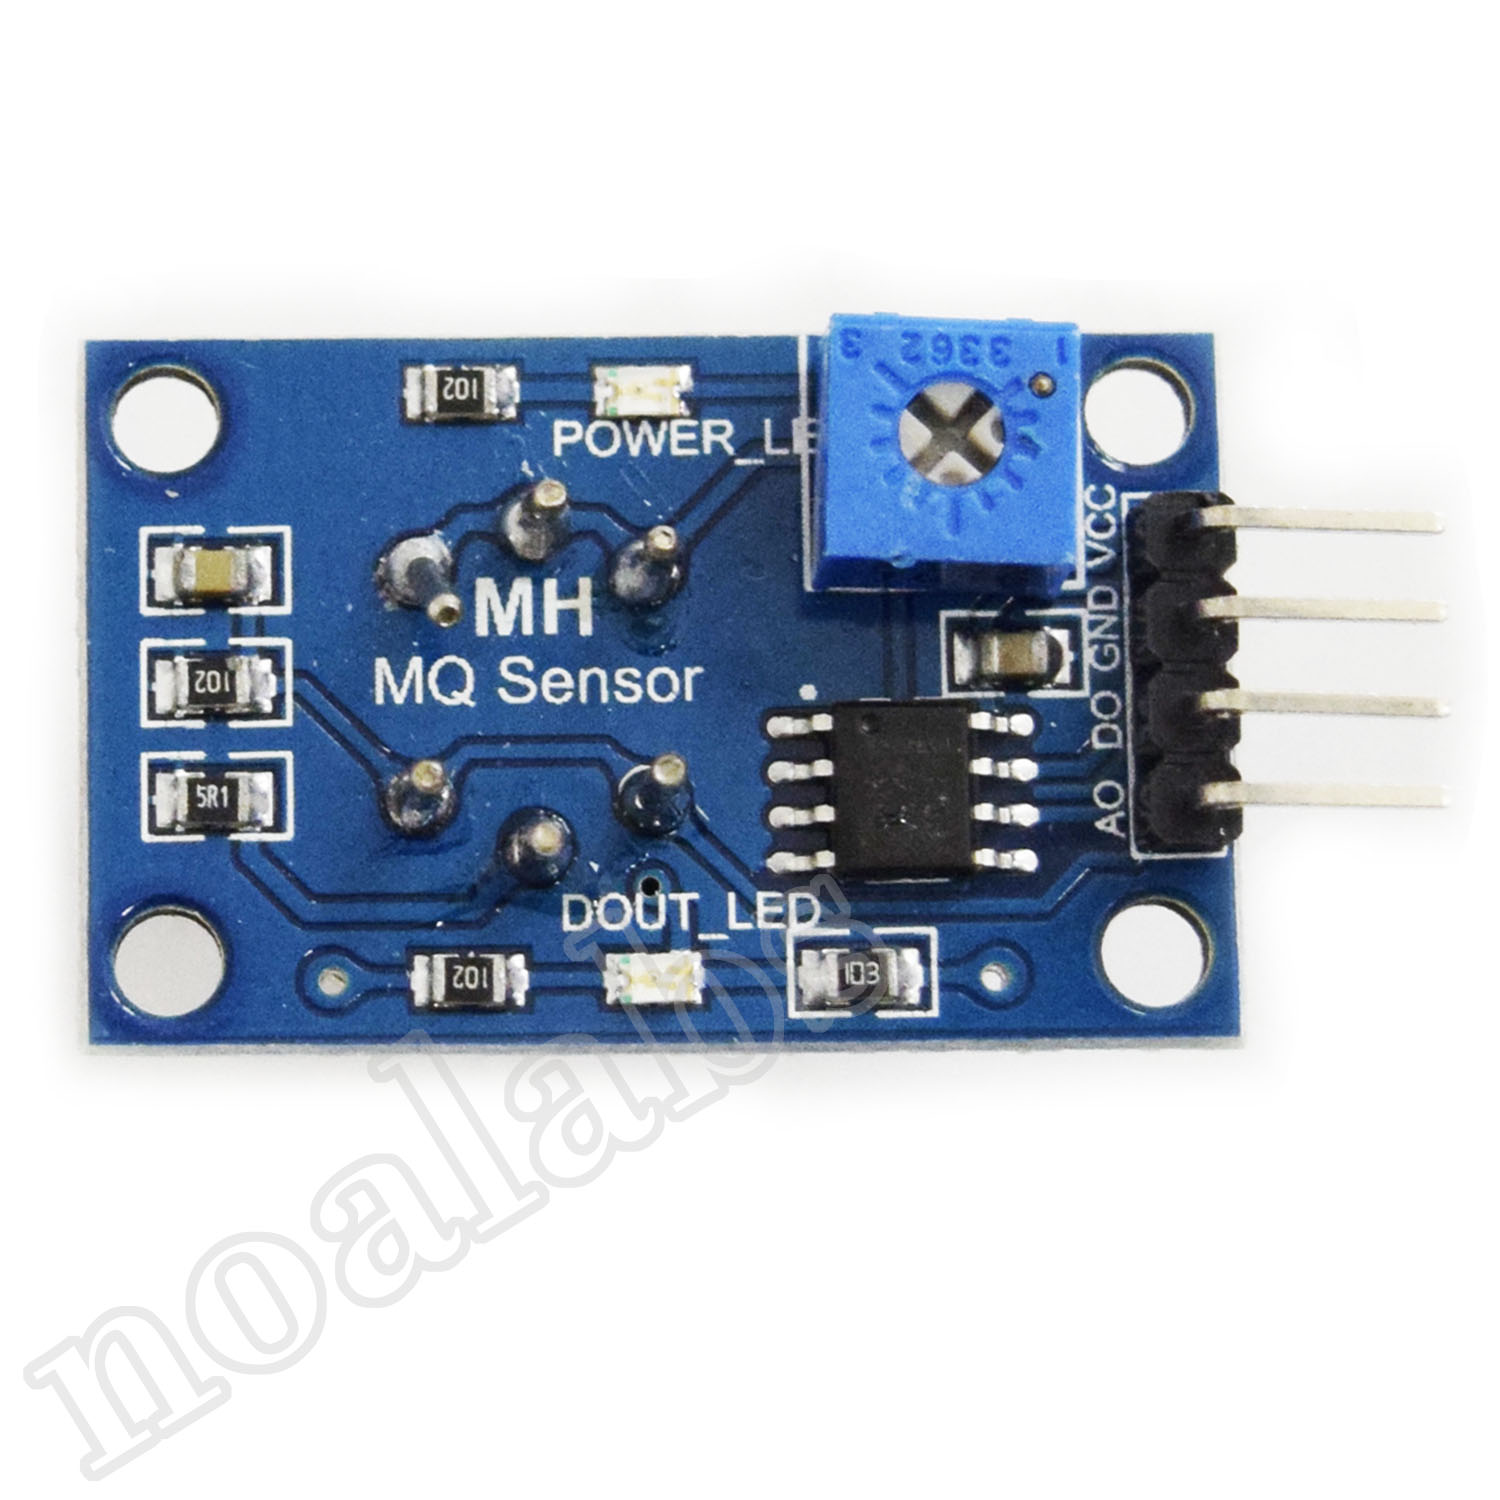 3 3362 1
102
POWER_LE
VCC
GND
DO
AO
MH
MQ Sensor
102
5R1
DOUT_LED
102
103
noalabs